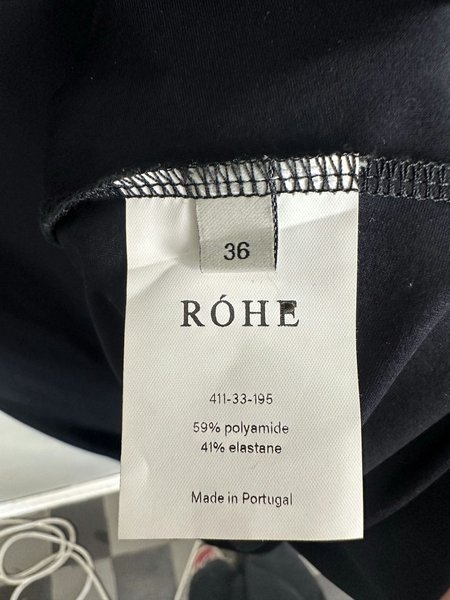 36
RÓHE
411-33-195
59% polyamide
41% elastane
Made in Portugal